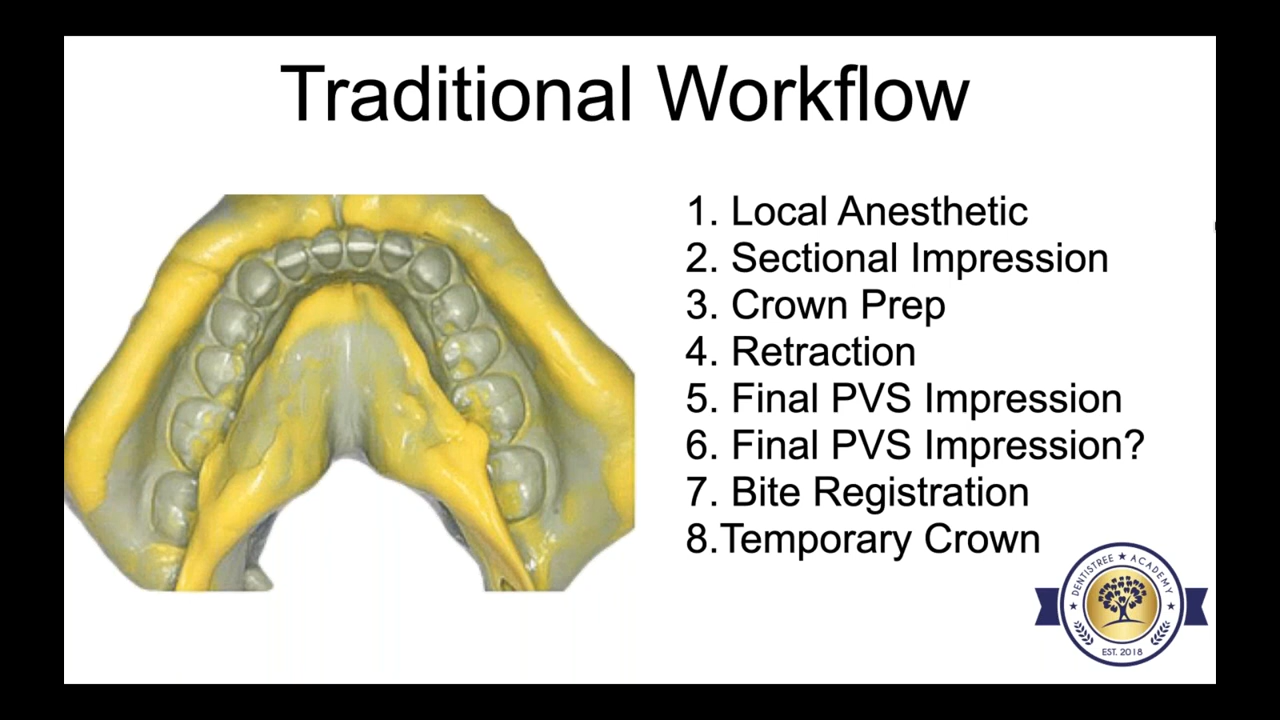 Traditional Workflow
1. Local Anesthetic
2. Sectional Impression
3. Crown Prep
4. Retraction
5. Final PVS Impression
6. Final PVS Impression?
7. Bite Registration
8.Temporary Crown
DENTISTREE ★ ACADEMY
EST. 2018